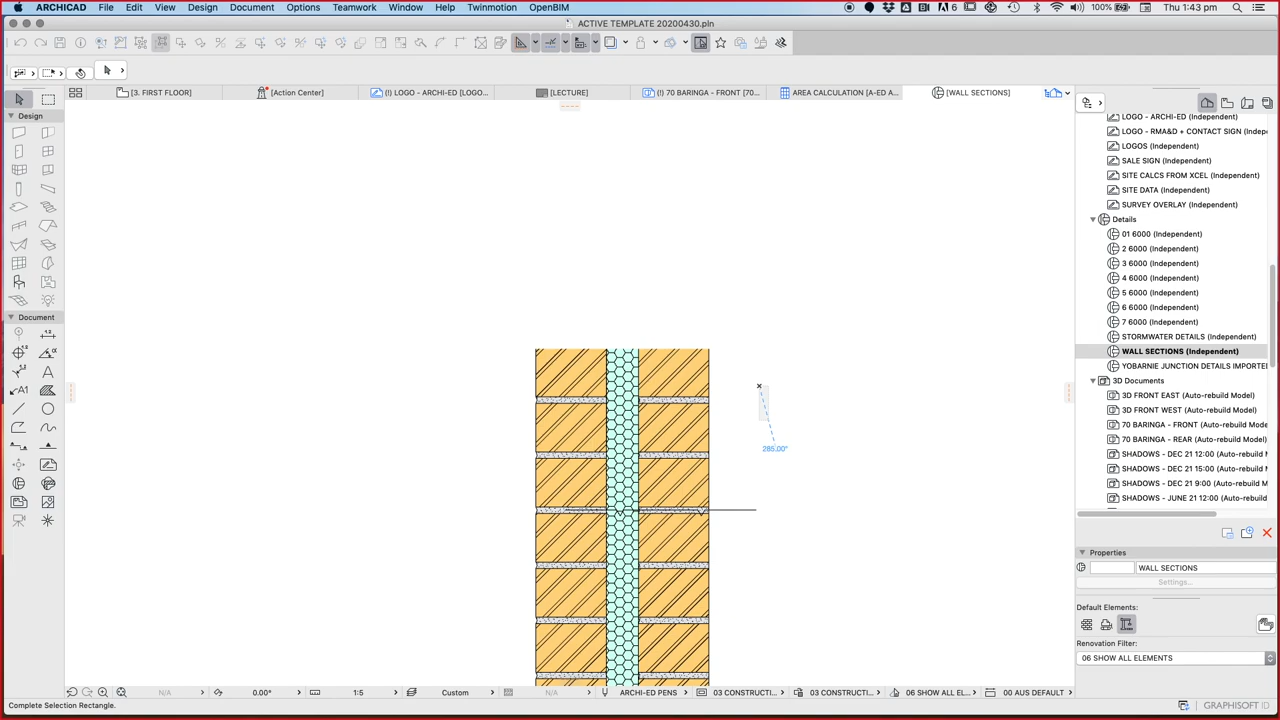 ARCHICAD File Edit View Design Document Options Teamwork Window Help Twinmotion OpenBIM
6 100% Thu 1:43 pm
ACTIVE TEMPLATE 20200430.pln
[3. FIRST FLOOR] [Action Center] (!) LOGO - ARCHI-ED [LOGO... [LECTURE] (!) 70 BARINGA - FRONT [70... AREA CALCULATION [A-ED A... [WALL SECTIONS]
Design
Document
1.2
1.2
A
A1
285.00°
LOGO - ARCHI-ED (Independent)
LOGO - RMA&D + CONTACT SIGN (Indepe
LOGOS (Independent)
SALE SIGN (Independent)
SITE CALCS FROM XCEL (Independent)
SITE DATA (Independent)
SURVEY OVERLAY (Independent)
Details
01 6000 (Independent)
2 6000 (Independent)
3 6000 (Independent)
4 6000 (Independent)
5 6000 (Independent)
6 6000 (Independent)
7 6000 (Independent)
STORMWATER DETAILS (Independent)
WALL SECTIONS (Independent)
YOBARNIE JUNCTION DETAILS IMPORTED
3D Documents
3D FRONT EAST (Auto-rebuild Model)
3D FRONT WEST (Auto-rebuild Model)
70 BARINGA - FRONT (Auto-rebuild Mode
70 BARINGA - REAR (Auto-rebuild Model)
SHADOWS - DEC 21 12:00 (Auto-rebuild M
SHADOWS - DEC 21 15:00 (Auto-rebuild M
SHADOWS - DEC 21 9:00 (Auto-rebuild Mo
SHADOWS - JUNE 21 12:00 (Auto-rebuild
Properties
WALL SECTIONS
Settings...
Default Elements:
Renovation Filter:
06 SHOW ALL ELEMENTS
N/A 0.00° 1:5 Custom N/A ARCHI-ED PENS 03 CONSTRUCTI... 03 CONSTRUCTI... 06 SHOW ALL EL... 00 AUS DEFAULT
Complete Selection Rectangle.
GRAPHISOFT ID